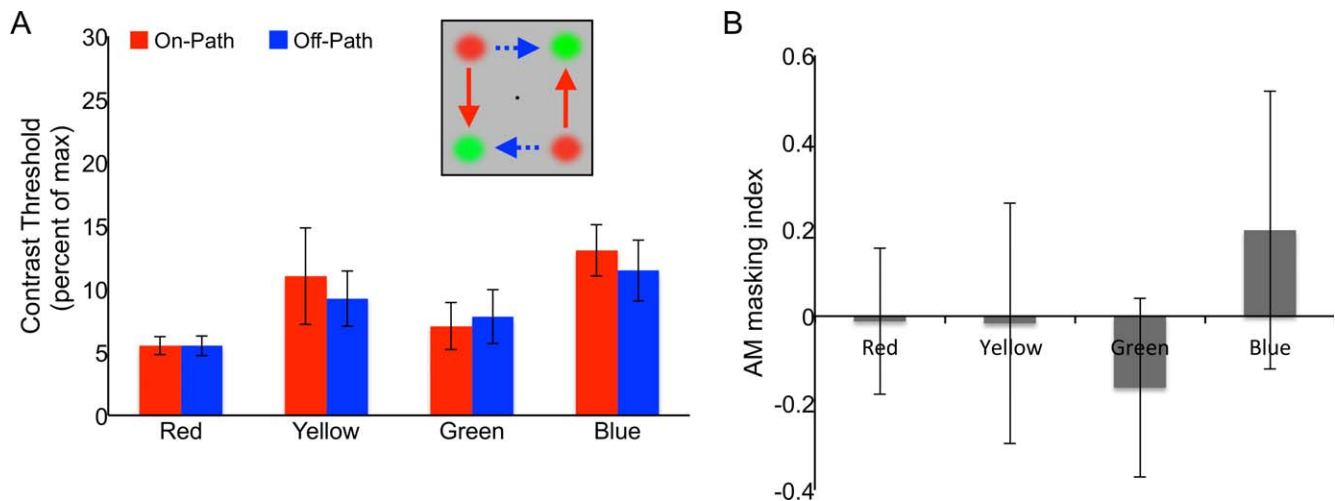 A
30
25
20
15
10
5
0
Contrast Threshold
(percent of max)
On-Path Off-Path
Red Yellow Green Blue
B
0.6
0.4
0.2
0
-0.2
-0.4
AM masking index
Red Yellow Green Blue